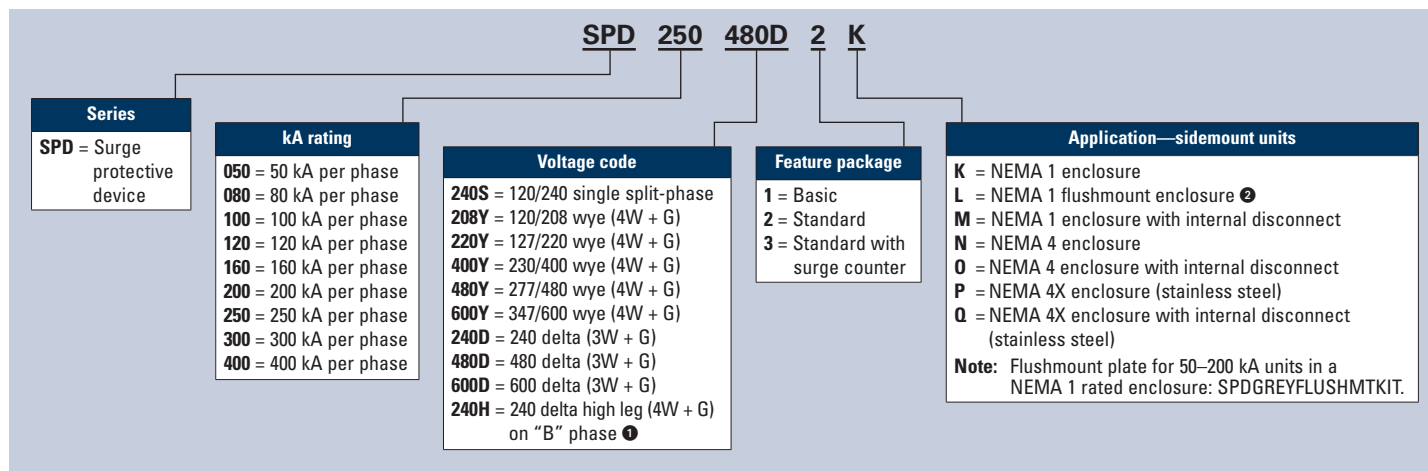 SPD 250 480D 2 K
Series
SPD = Surge
protective
device
kA rating
050 = 50 kA per phase
080 = 80 kA per phase
100 = 100 kA per phase
120 = 120 kA per phase
160 = 160 kA per phase
200 = 200 kA per phase
250 = 250 kA per phase
300 = 300 kA per phase
400 = 400 kA per phase
Voltage code
240S = 120/240 single split-phase
208Y = 120/208 wye (4W + G)
220Y = 127/220 wye (4W + G)
400Y = 230/400 wye (4W + G)
480Y = 277/480 wye (4W + G)
600Y = 347/600 wye (4W + G)
240D = 240 delta (3W + G)
480D = 480 delta (3W + G)
600D = 600 delta (3W + G)
240H = 240 delta high leg (4W + G)
on “B” phase ❶
Feature package
1 = Basic
2 = Standard
3 = Standard with
surge counter
Application—sidemount units
K = NEMA 1 enclosure
L = NEMA 1 flushmount enclosure ❷
M = NEMA 1 enclosure with internal disconnect
N = NEMA 4 enclosure
O = NEMA 4 enclosure with internal disconnect
P = NEMA 4X enclosure (stainless steel)
Q = NEMA 4X enclosure with internal disconnect
(stainless steel)
Note: Flushmount plate for 50–200 kA units in a
NEMA 1 rated enclosure: SPDGREYFLUSHMTKIT.